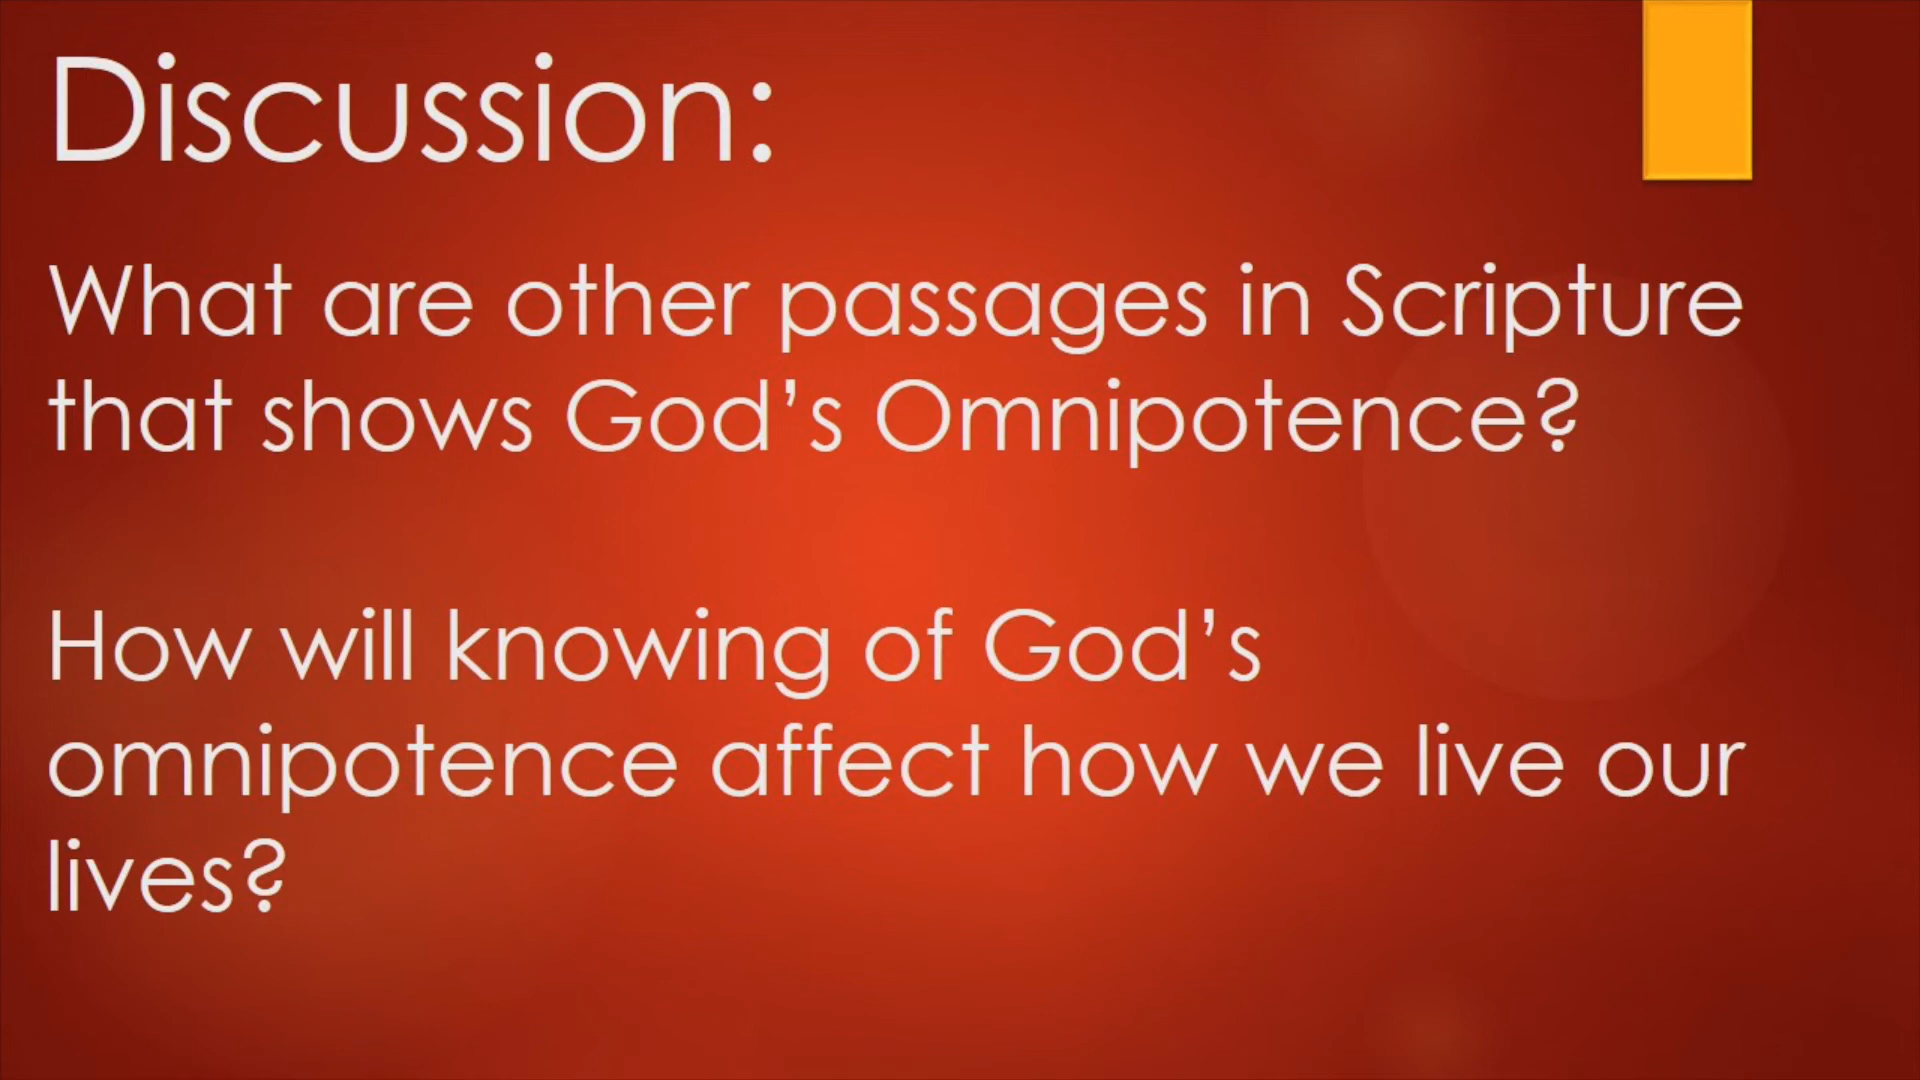 Discussion:
What are other passages in Scripture
that shows God’s Omnipotence?
How will knowing of God’s
omnipotence affect how we live our
lives?